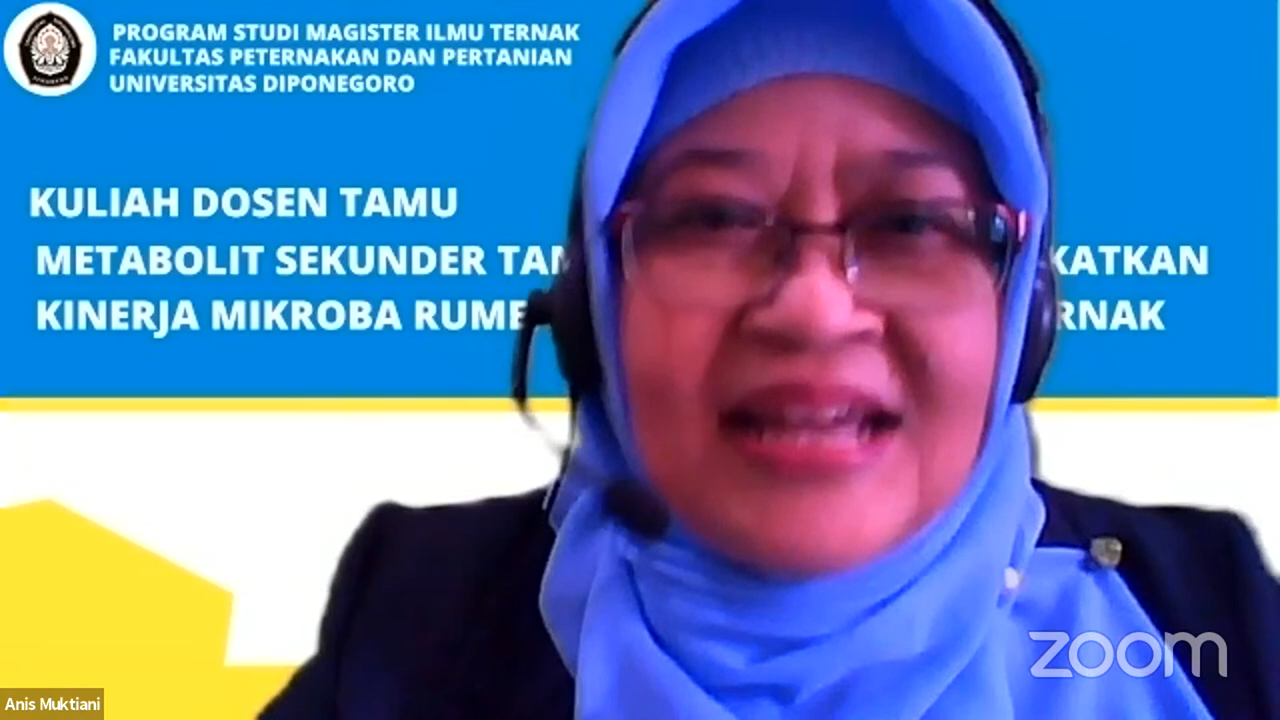 PROGRAM STUDI MAGISTER ILMU TERNAK
FAKULTAS PETERNAKAN DAN PERTANIAN
UNIVERSITAS DIPONEGORO
KULIAH DOSEN TAMU
METABOLIT SEKUNDER TAN KATKAN
KINERJA MIKROBA RUME RNAK
zoom
Anis Muktiani